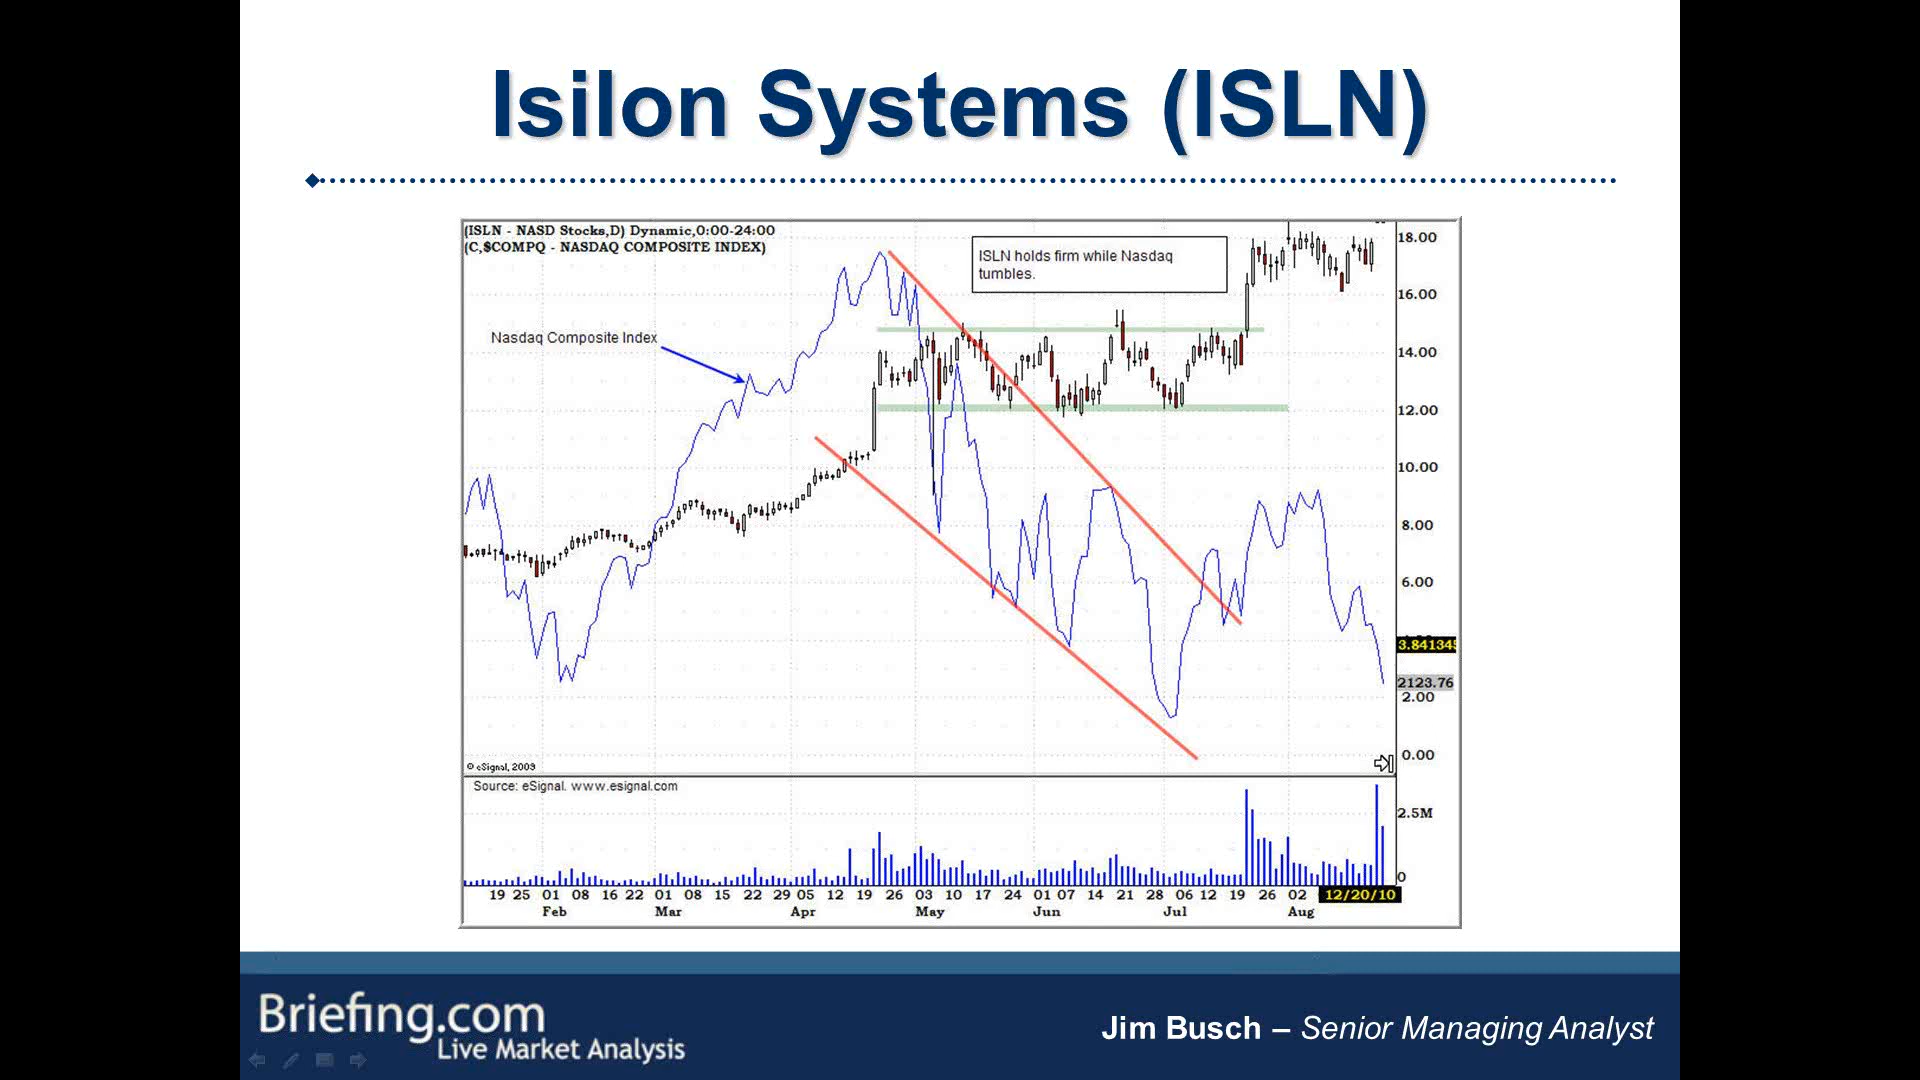 Isilon Systems (ISLN)
(ISLN - NASD Stocks,D) Dynamic,0:00-24:00
(C,$COMPQ - NASDAQ COMPOSITE INDEX)
ISLN holds firm while Nasdaq
tumbles.
Nasdaq Composite Index
18.00
16.00
14.00
12.00
10.00
8.00
6.00
3.841345
2123.76
2.00
0.00
© eSignal, 2009
Source: eSignal. www.esignal.com
2.5M
0
19 25 01 08 16 22 01 08 15 22 29 05 12 19 26 03 10 17 24 01 07 14 21 28 06 12 19 26 02 12/20/10
Feb Mar Apr May Jun Jul Aug
Briefing.com
Live Market Analysis
Jim Busch – Senior Managing Analyst